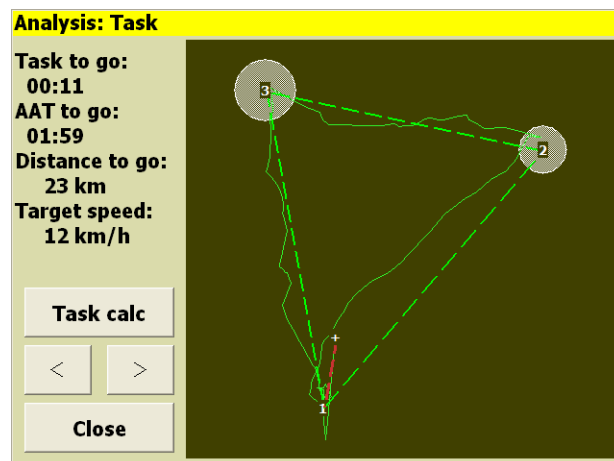 Analysis: Task
Task to go:
00:11
AAT to go:
01:59
Distance to go:
23 km
Target speed:
12 km/h
Task calc
< >
Close
3
2
1